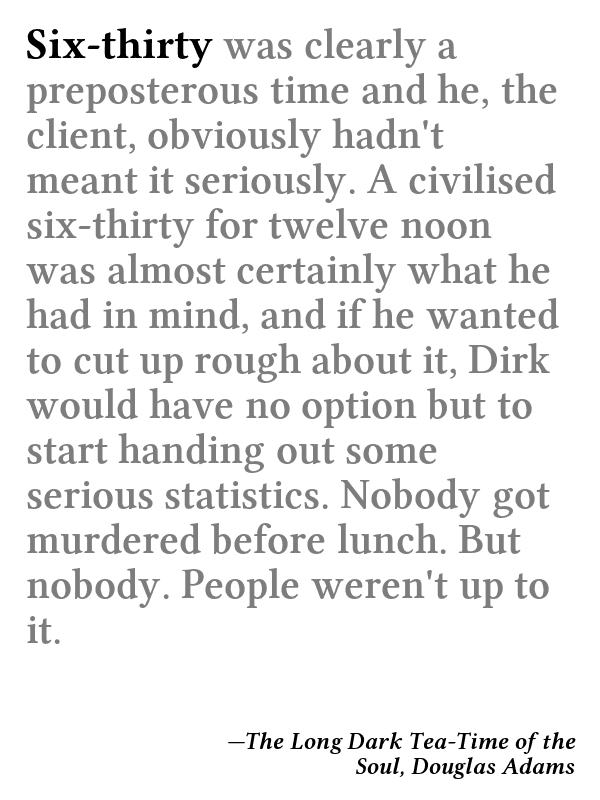 Six-thirty was clearly a
preposterous time and he, the
client, obviously hadn't
meant it seriously. A civilised
six-thirty for twelve noon
was almost certainly what he
had in mind, and if he wanted
to cut up rough about it, Dirk
would have no option but to
start handing out some
serious statistics. Nobody got
murdered before lunch. But
nobody. People weren't up to
it.
—The Long Dark Tea-Time of the
Soul, Douglas Adams